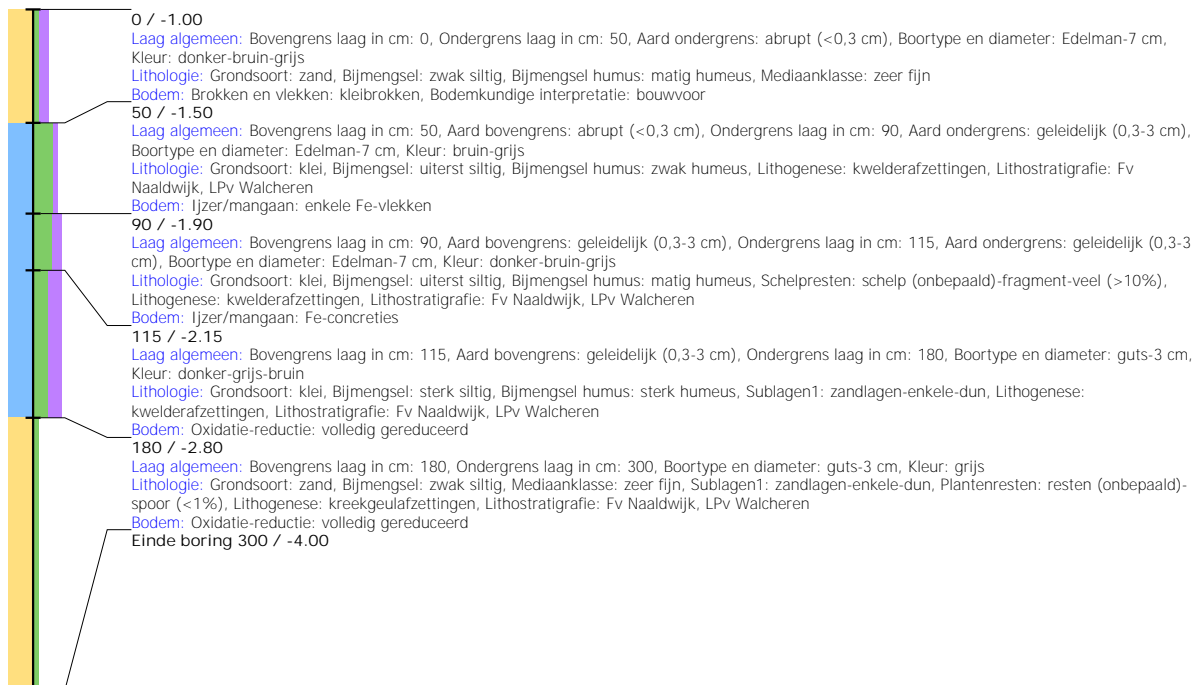 0 / -1.00
Laag algemeen: Bovengrens laag in cm: 0, Ondergrens laag in cm: 50, Aard ondergrens: abrupt (<0,3 cm), Boortype en diameter: Edelman-7 cm,
Kleur: donker-bruin-grijs
Lithologie: Grondsoort: zand, Bijmengsel: zwak siltig, Bijmengsel humus: matig humeus, Mediaanklasse: zeer fijn
Bodem: Brokken en vlekken: kleibrokken, Bodemkundige interpretatie: bouwvoor
50 / -1.50
Laag algemeen: Bovengrens laag in cm: 50, Aard bovengrens: abrupt (<0,3 cm), Ondergrens laag in cm: 90, Aard ondergrens: geleidelijk (0,3-3 cm),
Boortype en diameter: Edelman-7 cm, Kleur: bruin-grijs
Lithologie: Grondsoort: klei, Bijmengsel: uiterst siltig, Bijmengsel humus: zwak humeus, Lithogenese: kwelderafzettingen, Lithostratigrafie: Fv
Naaldwijk, LPv Walcheren
Bodem: Ijzer/mangaan: enkele Fe-vlekken
90 / -1.90
Laag algemeen: Bovengrens laag in cm: 90, Aard bovengrens: geleidelijk (0,3-3 cm), Ondergrens laag in cm: 115, Aard ondergrens: geleidelijk (0,3-3
cm), Boortype en diameter: Edelman-7 cm, Kleur: donker-bruin-grijs
Lithologie: Grondsoort: klei, Bijmengsel: uiterst siltig, Bijmengsel humus: matig humeus, Schelpresten: schelp (onbepaald)-fragment-veel (>10%),
Lithogenese: kwelderafzettingen, Lithostratigrafie: Fv Naaldwijk, LPv Walcheren
Bodem: Ijzer/mangaan: Fe-concreties
115 / -2.15
Laag algemeen: Bovengrens laag in cm: 115, Aard bovengrens: geleidelijk (0,3-3 cm), Ondergrens laag in cm: 180, Boortype en diameter: guts-3 cm,
Kleur: donker-grijs-bruin
Lithologie: Grondsoort: klei, Bijmengsel: sterk siltig, Bijmengsel humus: sterk humeus, Sublagen1: zandlagen-enkele-dun, Lithogenese:
kwelderafzettingen, Lithostratigrafie: Fv Naaldwijk, LPv Walcheren
Bodem: Oxidatie-reductie: volledig gereduceerd
180 / -2.80
Laag algemeen: Bovengrens laag in cm: 180, Ondergrens laag in cm: 300, Boortype en diameter: guts-3 cm, Kleur: grijs
Lithologie: Grondsoort: zand, Bijmengsel: zwak siltig, Mediaanklasse: zeer fijn, Sublagen1: zandlagen-enkele-dun, Plantenresten: resten (onbepaald)-
spoor (<1%), Lithogenese: kreekgeulafzettingen, Lithostratigrafie: Fv Naaldwijk, LPv Walcheren
Bodem: Oxidatie-reductie: volledig gereduceerd
Einde boring 300 / -4.00